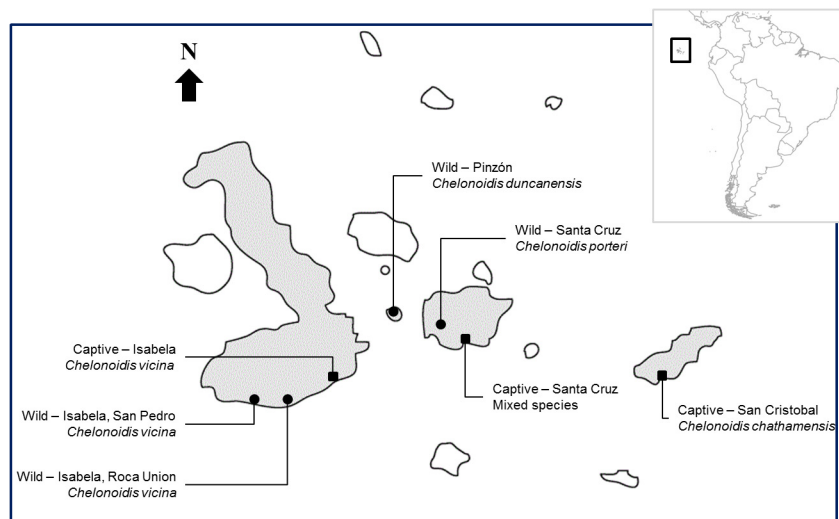 N
Wild – Pinzón
Chelonoidis duncanensis
Wild – Santa Cruz
Chelonoidis porteri
Captive – Isabela
Chelonoidis vicina
Wild – Isabela, San Pedro
Chelonoidis vicina
Wild – Isabela, Roca Union
Chelonoidis vicina
Captive – Santa Cruz
Mixed species
Captive – San Cristobal
Chelonoidis chathamensis